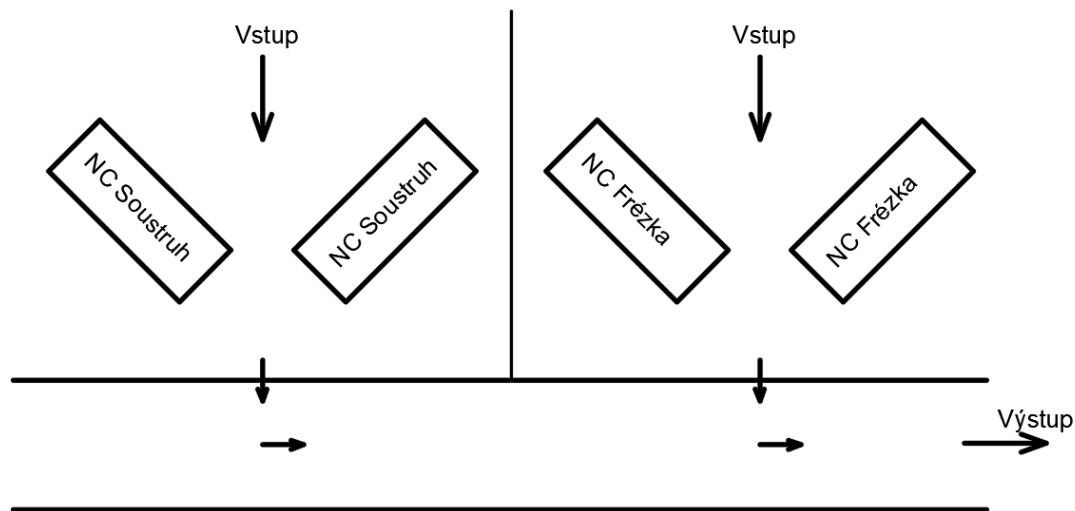 Vstup
Vstup
NC Soustruh
NC Soustruh
NC Frézka
NC Frézka
Výstup